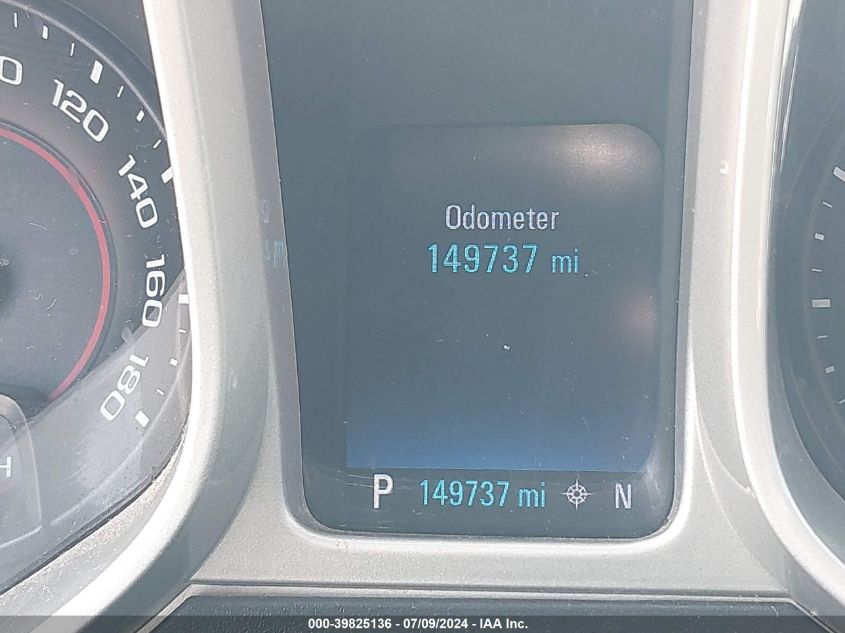 120
140
160
180
H
Odometer
149737 mi
P 149737 mi N
000-39825136 - 07/09/2024 - IAA Inc.